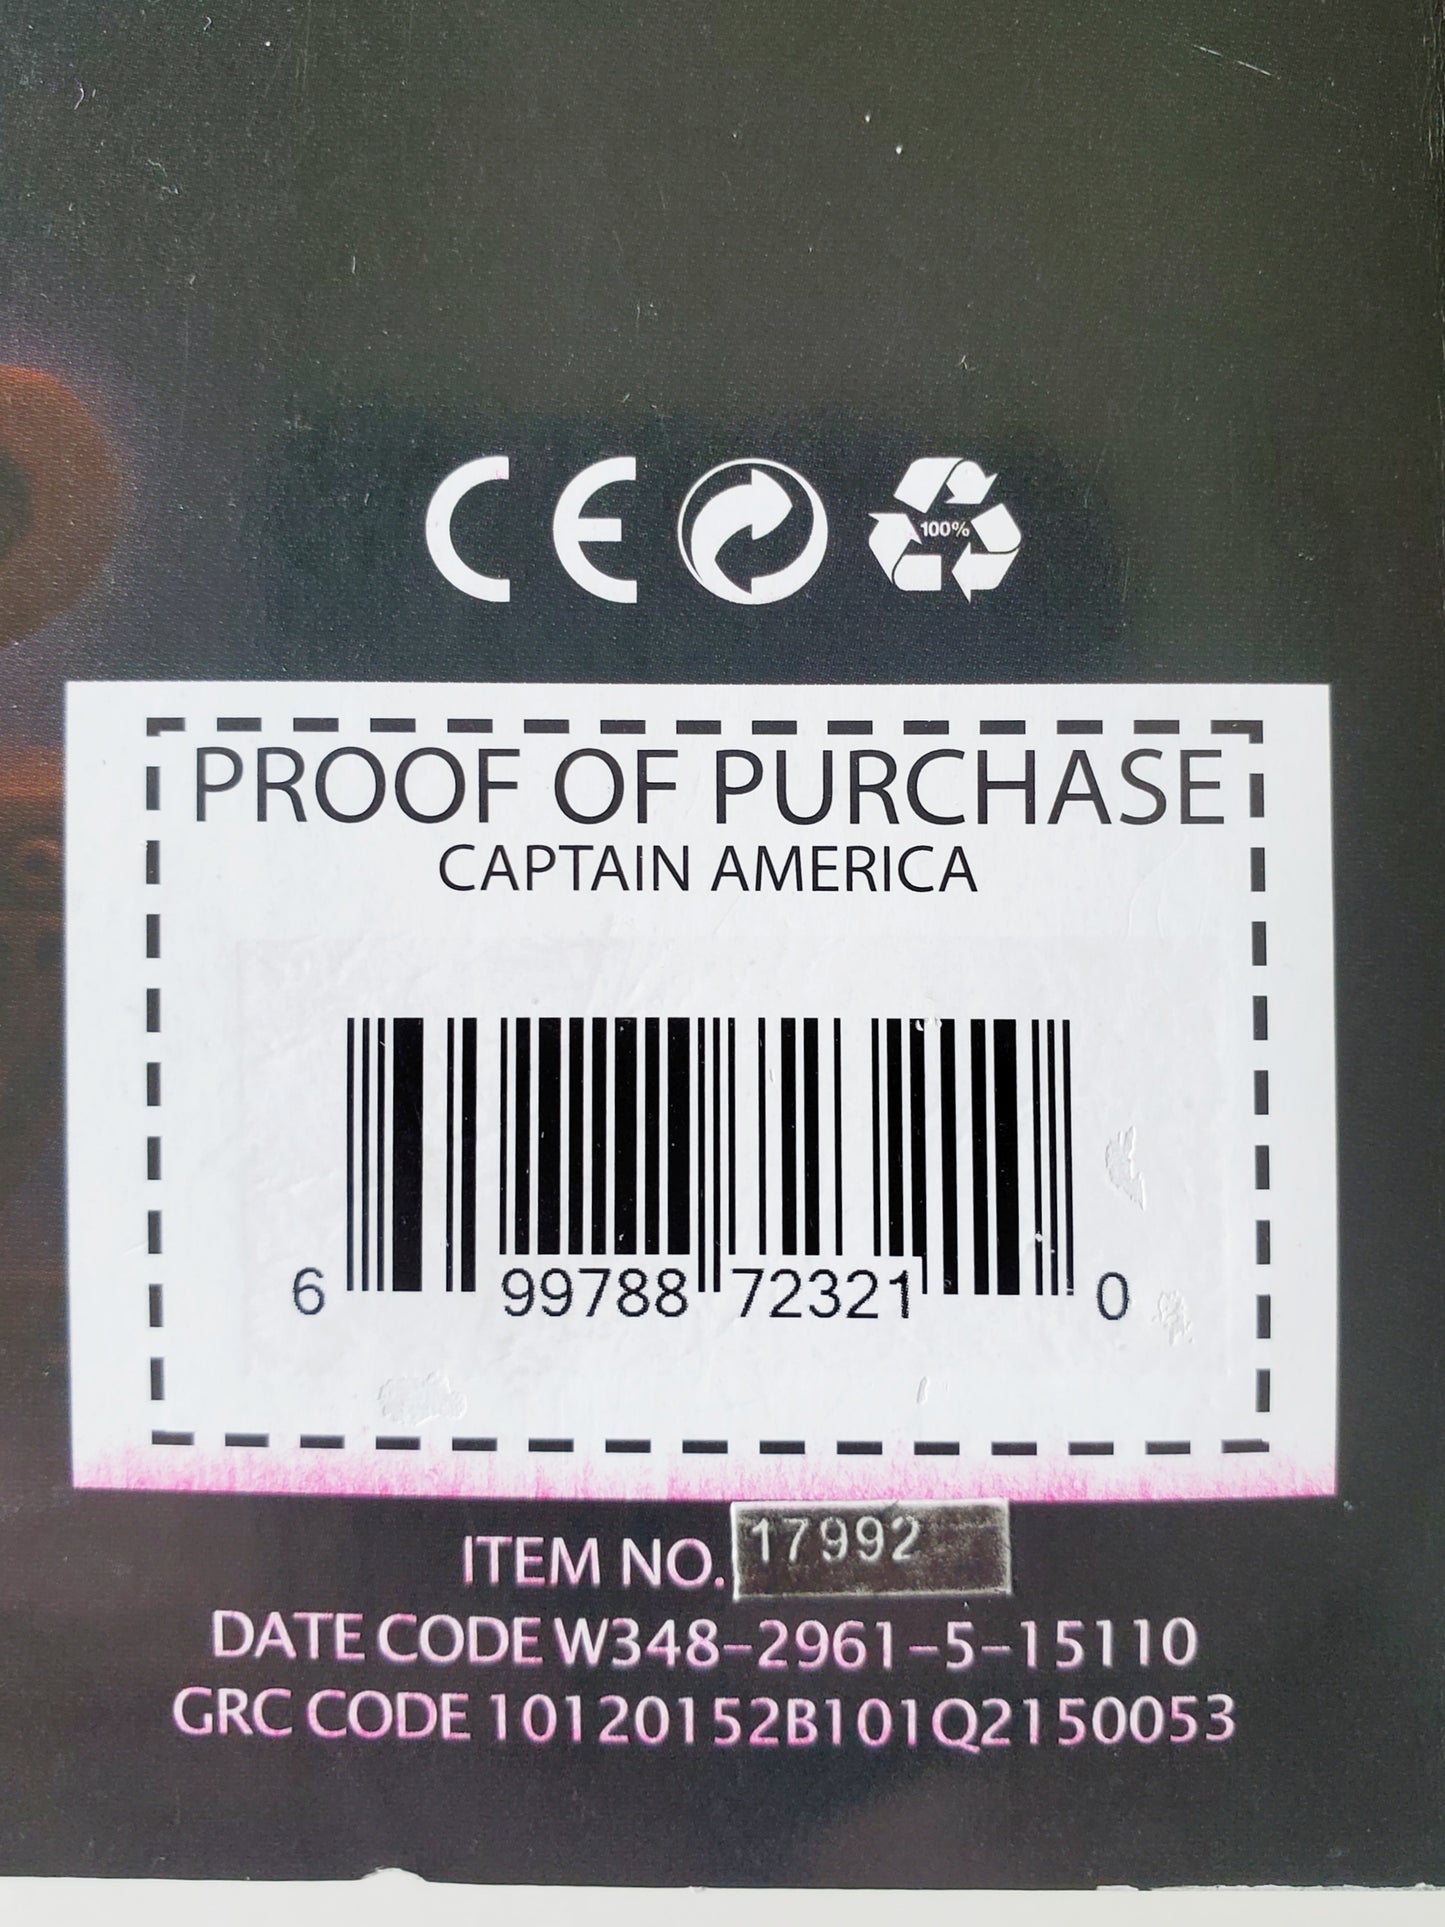 CE
100%
PROOF OF PURCHASE
CAPTAIN AMERICA
6 99788 72321 0
ITEM NO. 17992
DATE CODE W348-2961-5-15110
GRC CODE 10120152B101Q2150053